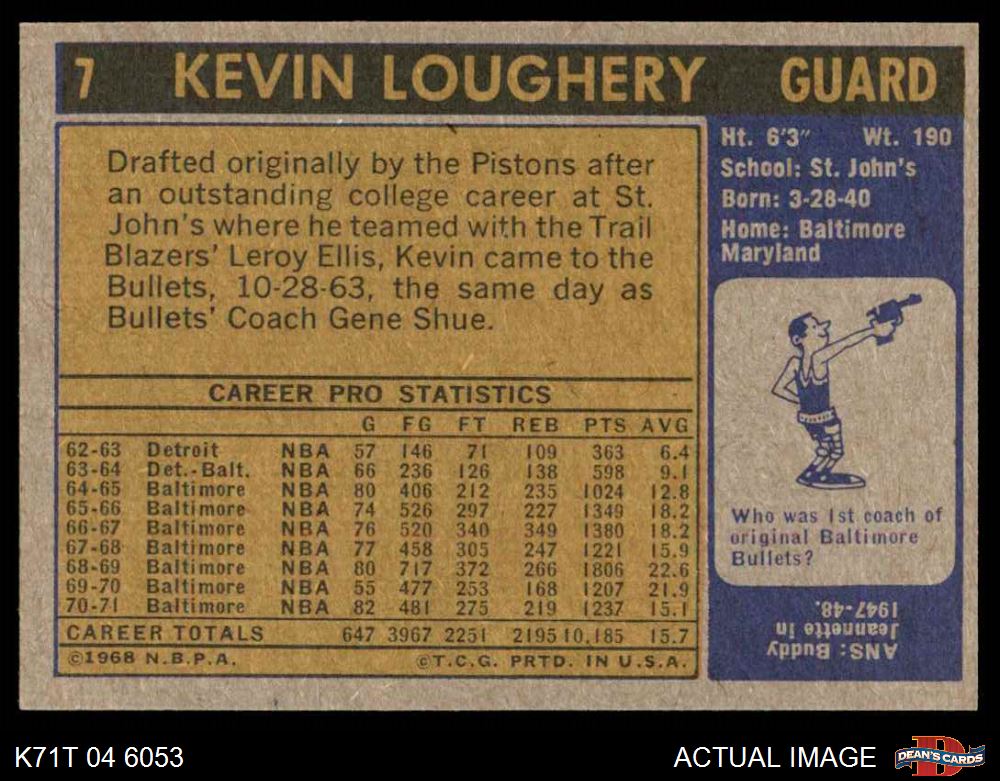 7 KEVIN LOUGHERY GUARD
Drafted originally by the Pistons after
an outstanding college career at St.
John's where he teamed with the Trail
Blazers' Leroy Ellis, Kevin came to the
Bullets, 10-28-63, the same day as
Bullets' Coach Gene Shue.
CAREER PRO STATISTICS
G FG FT REB PTS AVG
62-63 Detroit NBA 57 146 71 109 363 6.4
63-64 Det.-Balt. NBA 66 236 126 138 598 9.1
64-65 Baltimore NBA 80 406 212 235 1024 12.8
65-66 Baltimore NBA 74 526 297 227 1349 18.2
66-67 Baltimore NBA 76 520 340 349 1380 18.2
67-68 Baltimore NBA 77 458 305 247 1221 15.9
68-69 Baltimore NBA 80 717 372 266 1806 22.6
69-70 Baltimore NBA 55 477 253 168 1207 21.9
70-71 Baltimore NBA 82 481 275 219 1237 15.1
CAREER TOTALS 647 3967 2251 2195 10,185 15.7
©1968 N.B.P.A. ©T.C.G. PRTD. IN U.S.A.
Ht. 6'3" Wt. 190
School: St. John's
Born: 3-28-40
Home: Baltimore
Maryland
Who was 1st coach of
original Baltimore
Bullets?
ANS: Buddy
Jeannette in
1947-48.
K71T 04 6053
ACTUAL IMAGE
D
DEAN'S CARDS